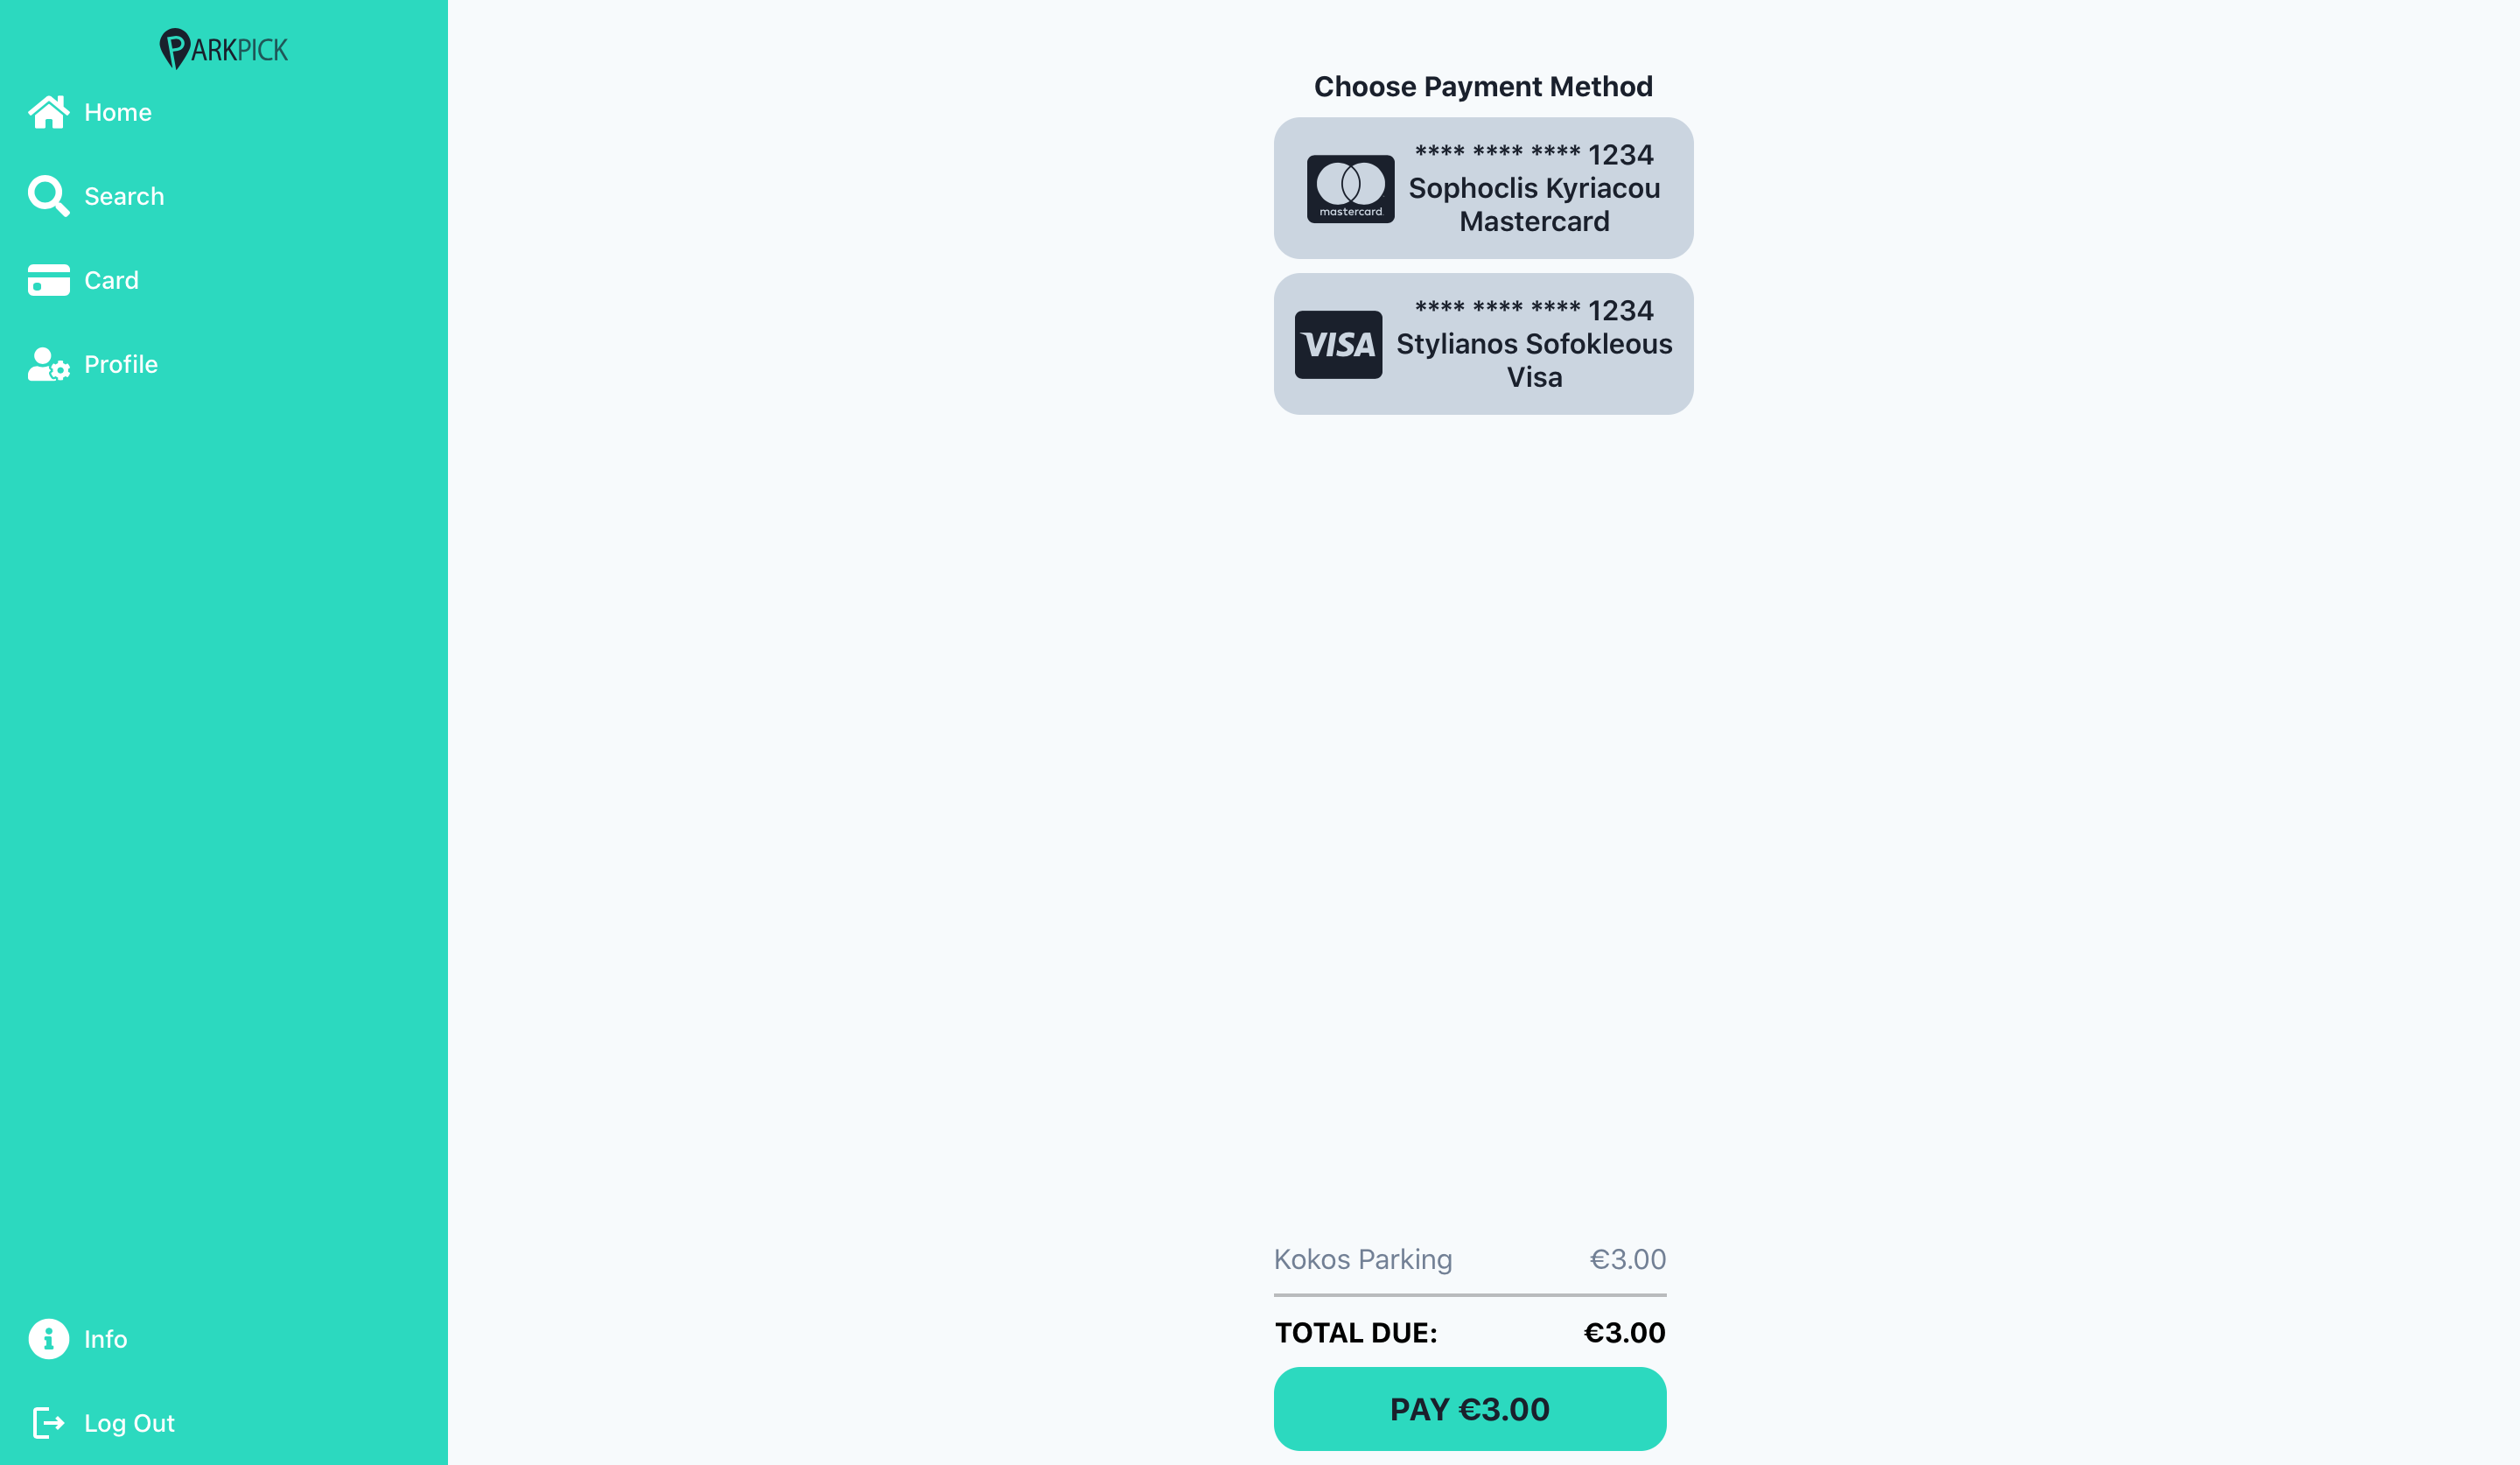 PARKPICK
Home
Search
Card
Profile
Info
Log Out
Choose Payment Method
mastercard
**** **** **** 1234
Sophoclis Kyriacou
Mastercard
VISA
**** **** **** 1234
Stylianos Sofokleous
Visa
Kokos Parking €3.00
TOTAL DUE: €3.00
PAY €3.00